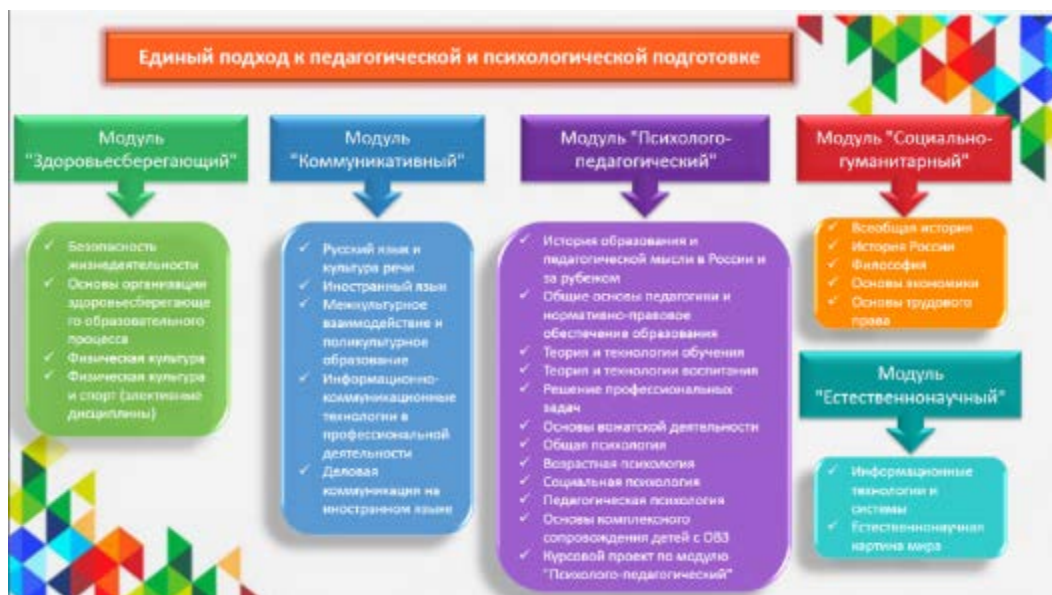 Единый подход к педагогической и психологической подготовке
Модуль
"Здоровьесберегающий"
Безопасность
жизнедеятельности
Основы организации
здоровьесберегающе
го образовательного
процесса
Физическая культура
Физическая культура
и спорт (элективные
дисциплины)
Модуль
"Коммуникативный"
Русский язык и
культура речи
Иностранный язык
Межкультурное
взаимодействие и
поликультурное
образование
Информационно-
коммуникационные
технологии в
профессиональной
деятельности
Деловая
коммуникация на
иностранном языке
Модуль "Психолого-
педагогический"
История образования и
педагогической мысли в России и
за рубежом
Общие основы педагогики и
нормативно-правовое
обеспечение образования
Теория и технологии обучения
Теория и технологии воспитания
Решение профессиональных
задач
Основы вожатской деятельности
Общая психология
Возрастная психология
Социальная психология
Педагогическая психология
Основы комплексного
сопровождения детей с ОВЗ
Курсовой проект по модулю
"Психолого-педагогический"
Модуль "Социально-
гуманитарный"
Всеобщая история
История России
Философия
Основы экономики
Основы трудового
права
Модуль
"Естественнонаучный"
Информационные
технологии и
системы
Естественнонаучная
картина мира